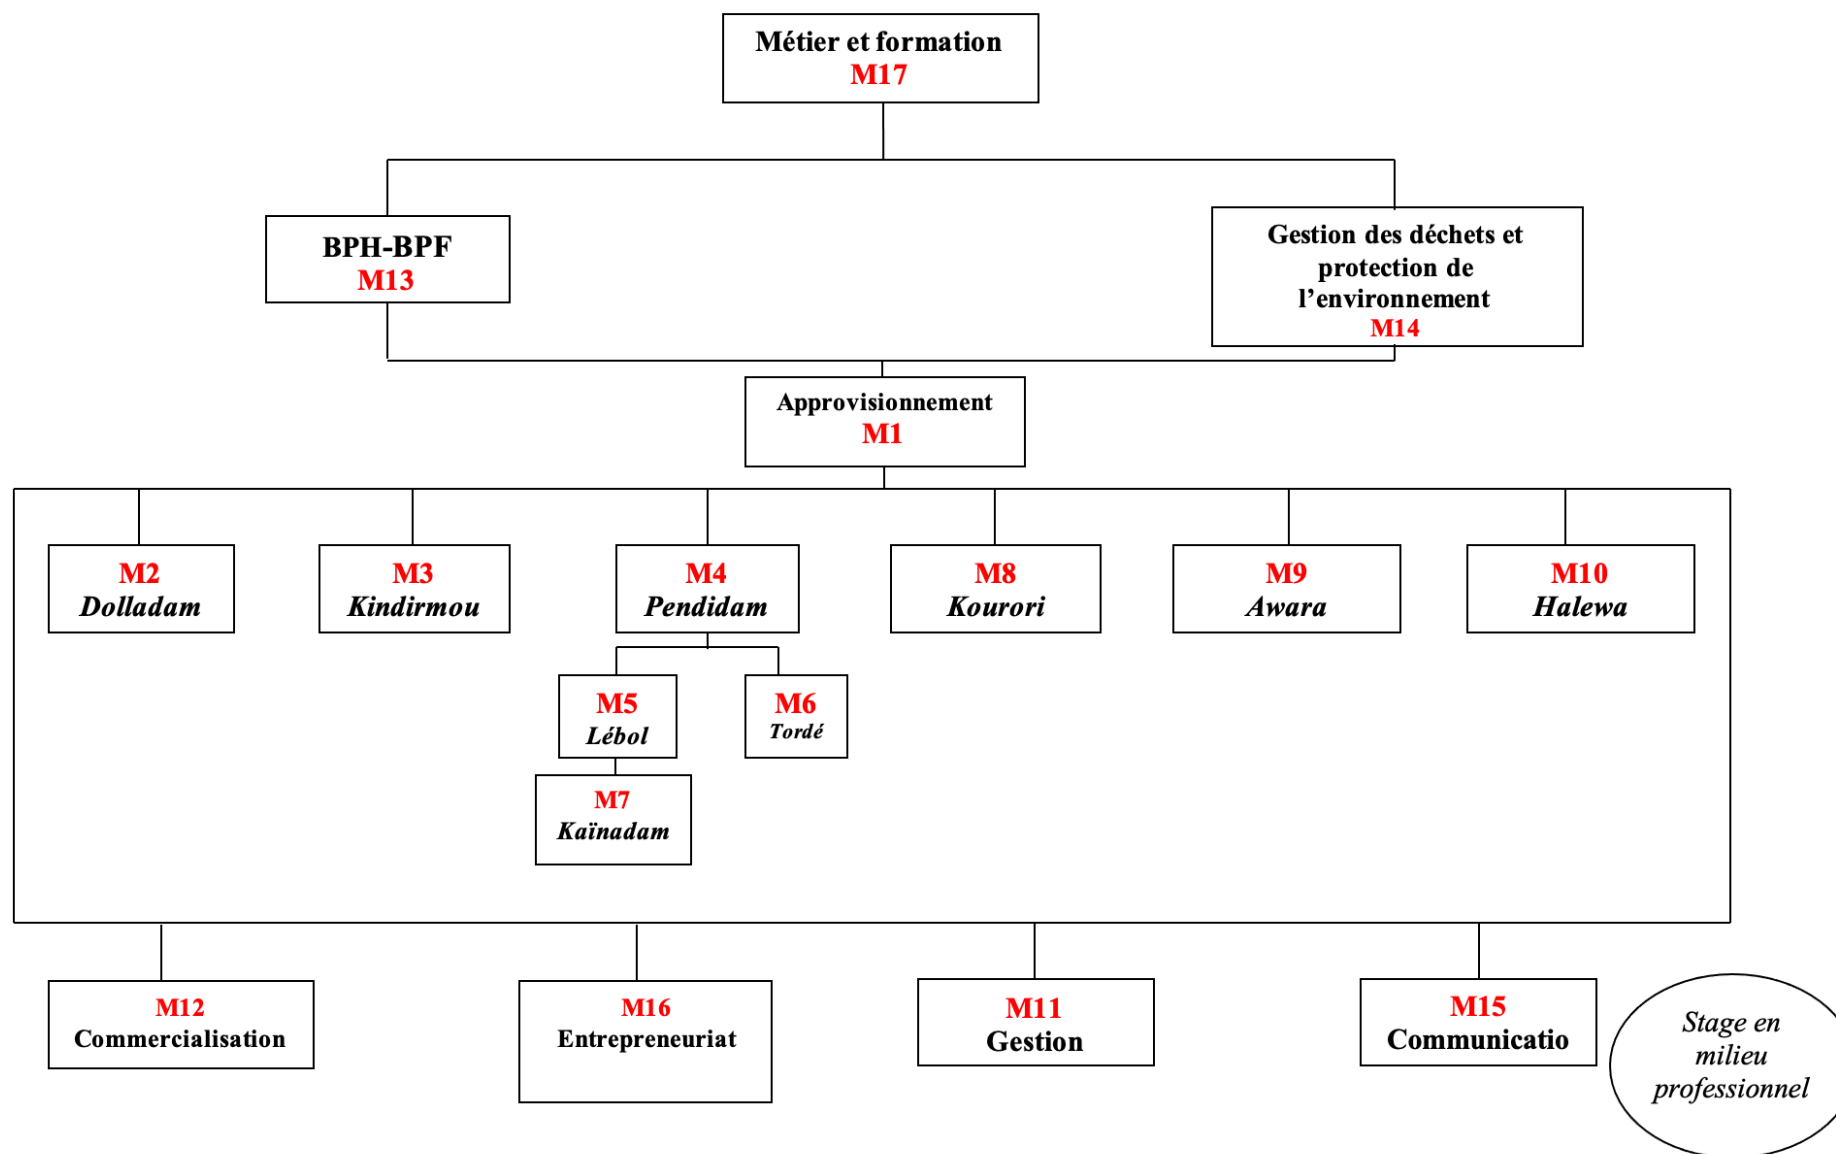 Métier et formation
M17
BPH-BPF
M13
Gestion des déchets et
protection de
l’environnement
M14
Approvisionnement
M1
M2
Dolladam
M3
Kindirmou
M4
Pendidam
M8
Kourori
M9
Awara
M10
Halewa
M5
Lébol
M6
Tordé
M7
Kaïnadam
M12
Commercialisation
M16
Entrepreneuriat
M11
Gestion
M15
Communicatio
Stage en
milieu
professionnel